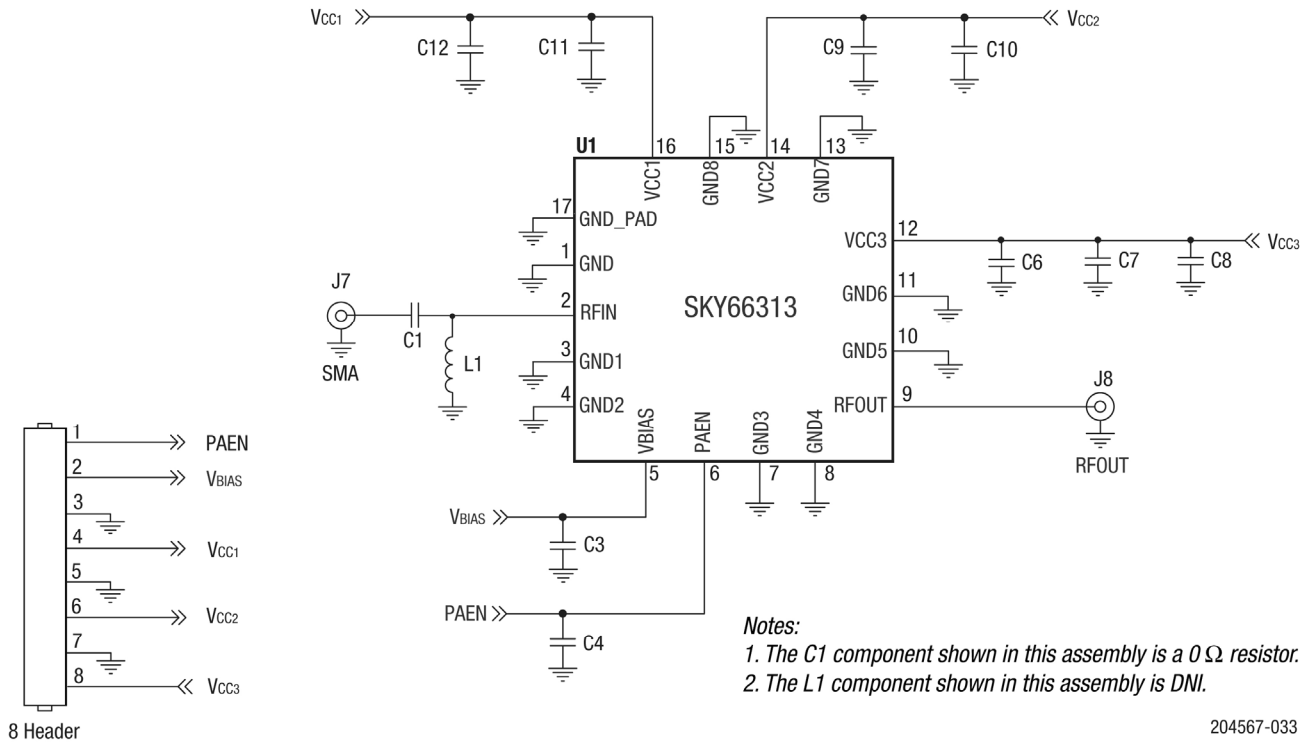 VCC1
C12
C11
C9
C10
VCC2
U1
16
15
14
13
VCC1
GND8
VCC2
GND7
17
GND_PAD
1
GND
J7
2
RFIN
C1
L1
SMA
3
GND1
4
GND2
SKY66313
12
VCC3
C6
C7
C8
VCC3
11
GND6
10
GND5
J8
9
RFOUT
RFOUT
VBIAS
PAEN
GND3
GND4
5
6
7
8
VBIAS
C3
PAEN
C4
1
PAEN
2
VBIAS
3
4
VCC1
5
6
VCC2
7
8
VCC3
8 Header
Notes:
1. The C1 component shown in this assembly is a 0 Ω resistor.
2. The L1 component shown in this assembly is DNI.
204567-033